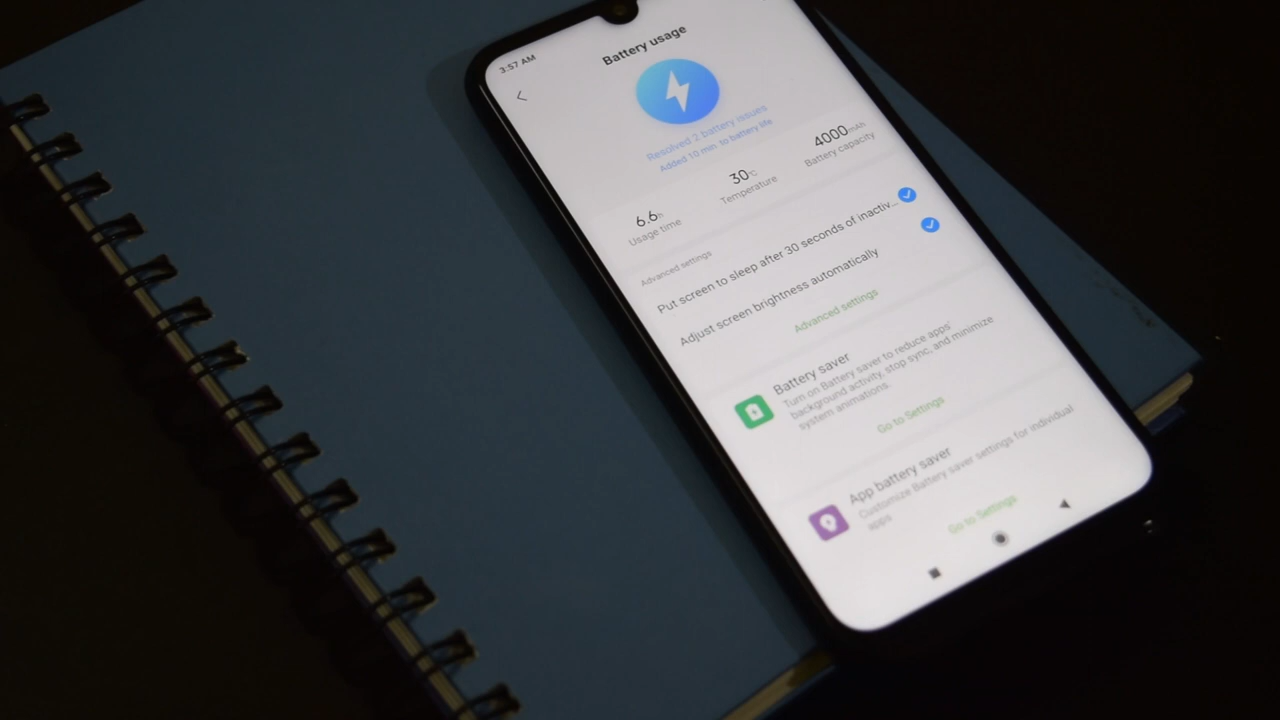 3:57 AM
Battery usage
Resolved 2 battery issues
Added 10 min to battery life
6.6h
Usage time
30°C
Temperature
4000mAh
Battery capacity
Advanced settings
Put screen to sleep after 30 seconds of inactiv...
Adjust screen brightness automatically
Advanced settings
Battery saver
Turn on Battery saver to reduce apps'
background activity, stop sync, and minimize
system animations.
Go to Settings
App battery saver
Customize Battery saver settings for individual
apps
Go to Settings